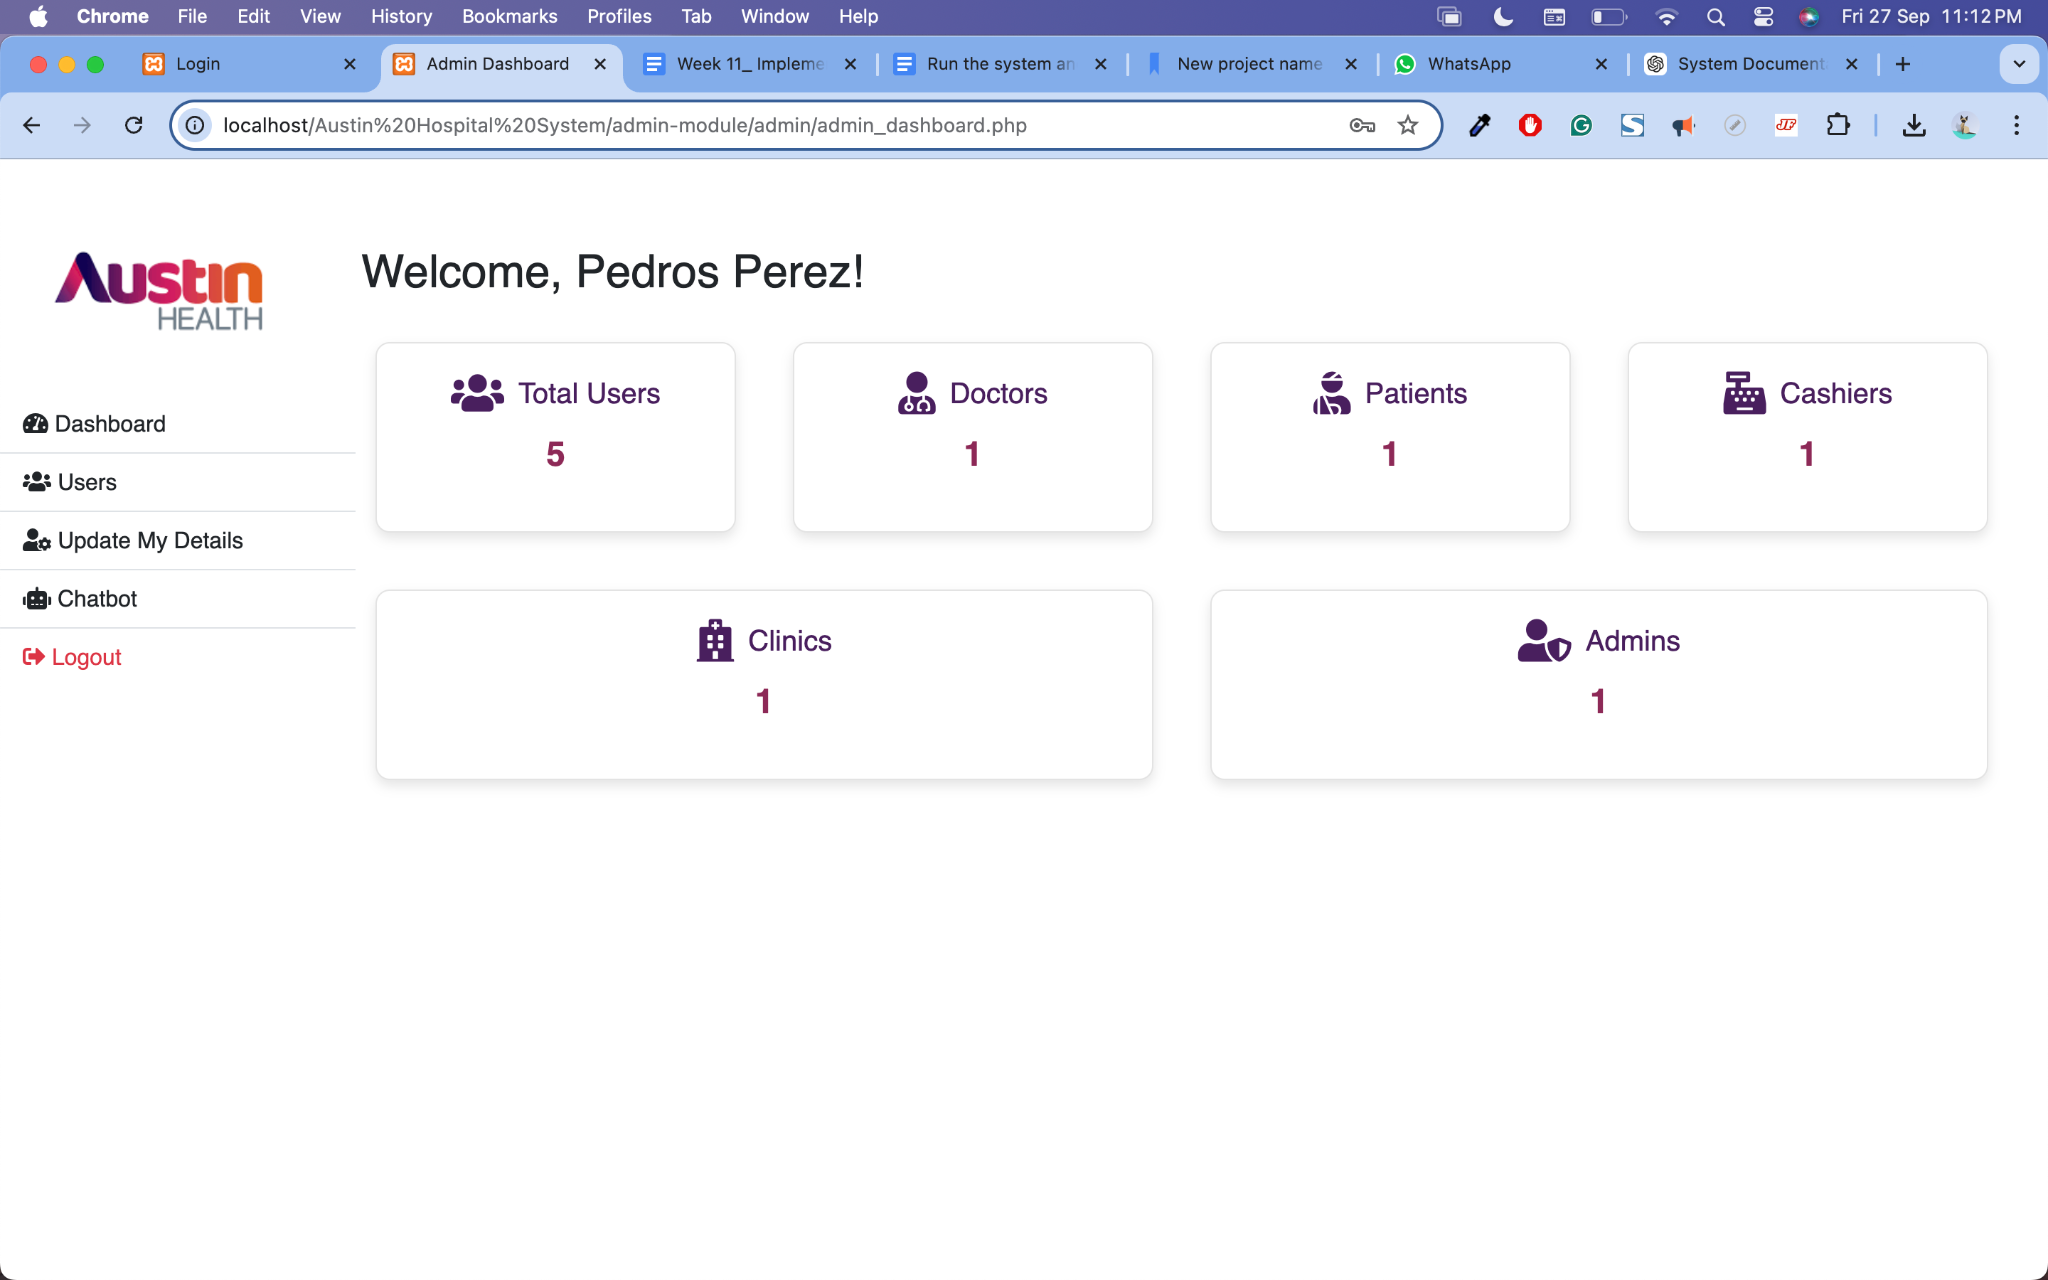 Chrome File Edit View History Bookmarks Profiles Tab Window Help Fri 27 Sep 11:12 PM
Login Admin Dashboard Week 11_ Impleme Run the system an New project name WhatsApp System Document
localhost/Austin%20Hospital%20System/admin-module/admin/admin_dashboard.php
Austin
HEALTH
Dashboard
Users
Update My Details
Chatbot
Logout
Welcome, Pedros Perez!
Total Users
5
Doctors
1
Patients
1
Cashiers
1
Clinics
1
Admins
1